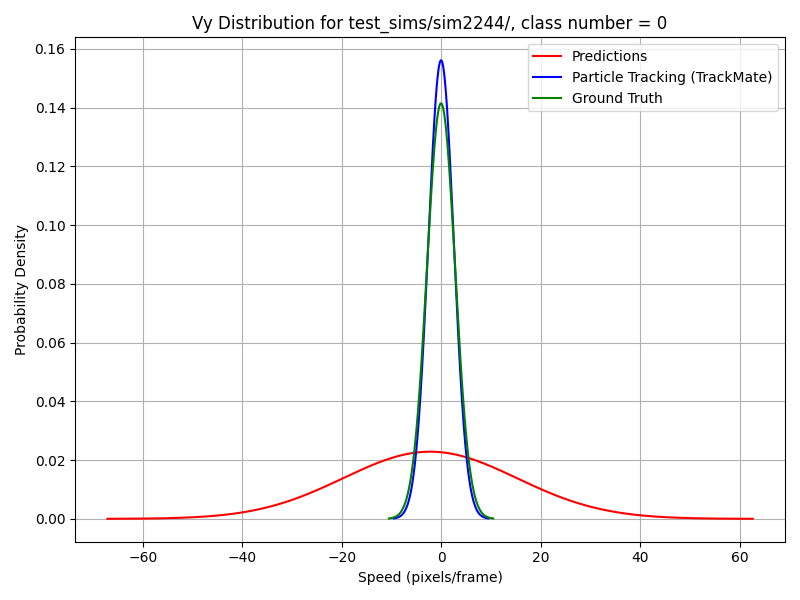 Vy Distribution for test_sims/sim2244/, class number = 0
Predictions
Particle Tracking (TrackMate)
Ground Truth
0.16
0.14
0.12
0.10
0.08
0.06
0.04
0.02
0.00
Probability Density
−60 −40 −20 0 20 40 60
Speed (pixels/frame)